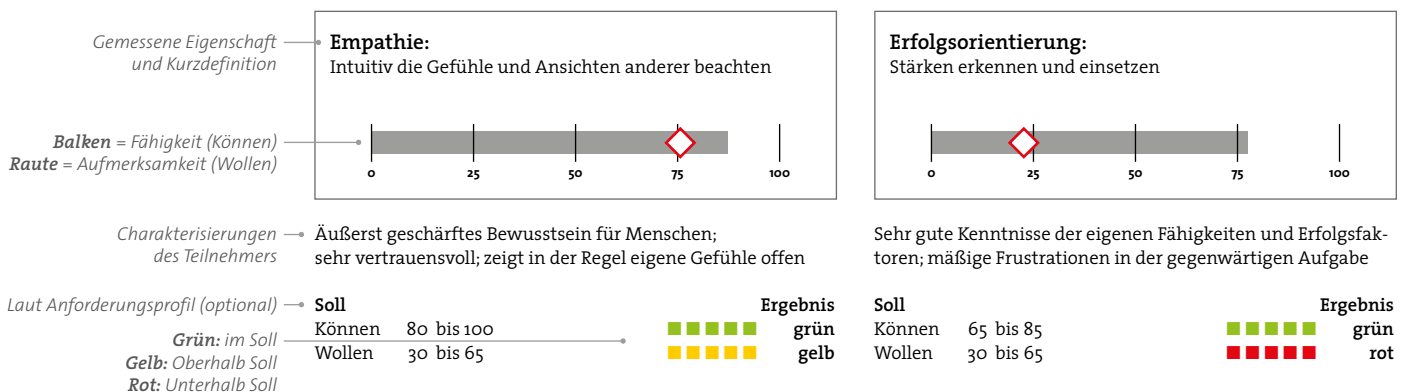 Gemessene Eigenschaft
und Kurzdefinition
Empathie:
Intuitiv die Gefühle und Ansichten anderer beachten
Erfolgsorientierung:
Stärken erkennen und einsetzen
Balken = Fähigkeit (Können)
Raute = Aufmerksamkeit (Wollen)
0 25 50 75 100
0 25 50 75 100
Charakterisierungen
des Teilnehmers
Äußerst geschärftes Bewusstsein für Menschen;
sehr vertrauensvoll; zeigt in der Regel eigene Gefühle offen
Sehr gute Kenntnisse der eigenen Fähigkeiten und Erfolgsfak-
toren; mäßige Frustrationen in der gegenwärtigen Aufgabe
Laut Anforderungsprofil (optional)
Grün: im Soll
Gelb: Oberhalb Soll
Rot: Unterhalb Soll
Soll Ergebnis
Können 80 bis 100 grün
Wollen 30 bis 65 gelb
Soll Ergebnis
Können 65 bis 85 grün
Wollen 30 bis 65 rot